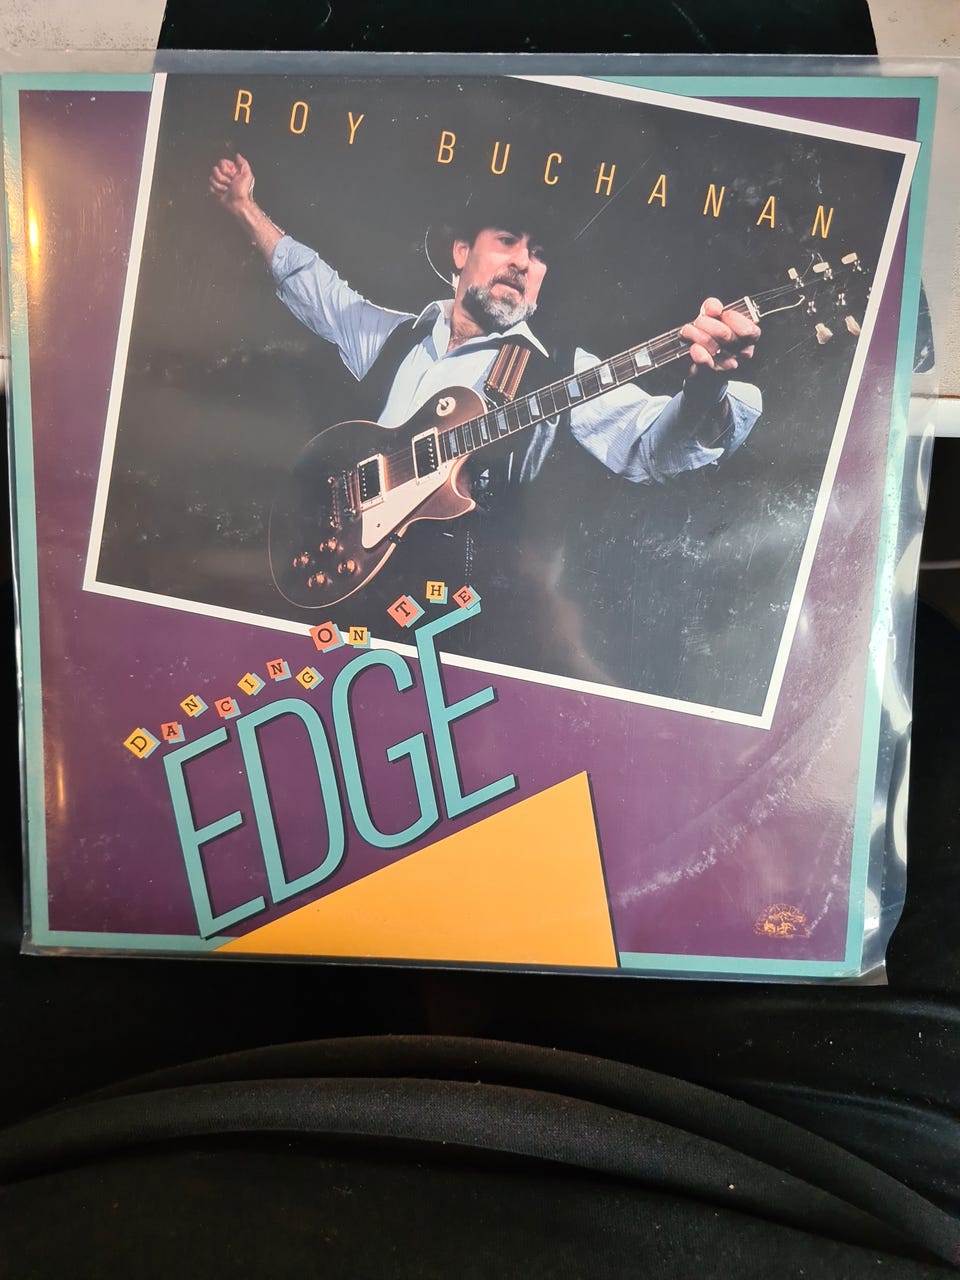 ROY BUCHANAN
DANCING ON THE
EDGE